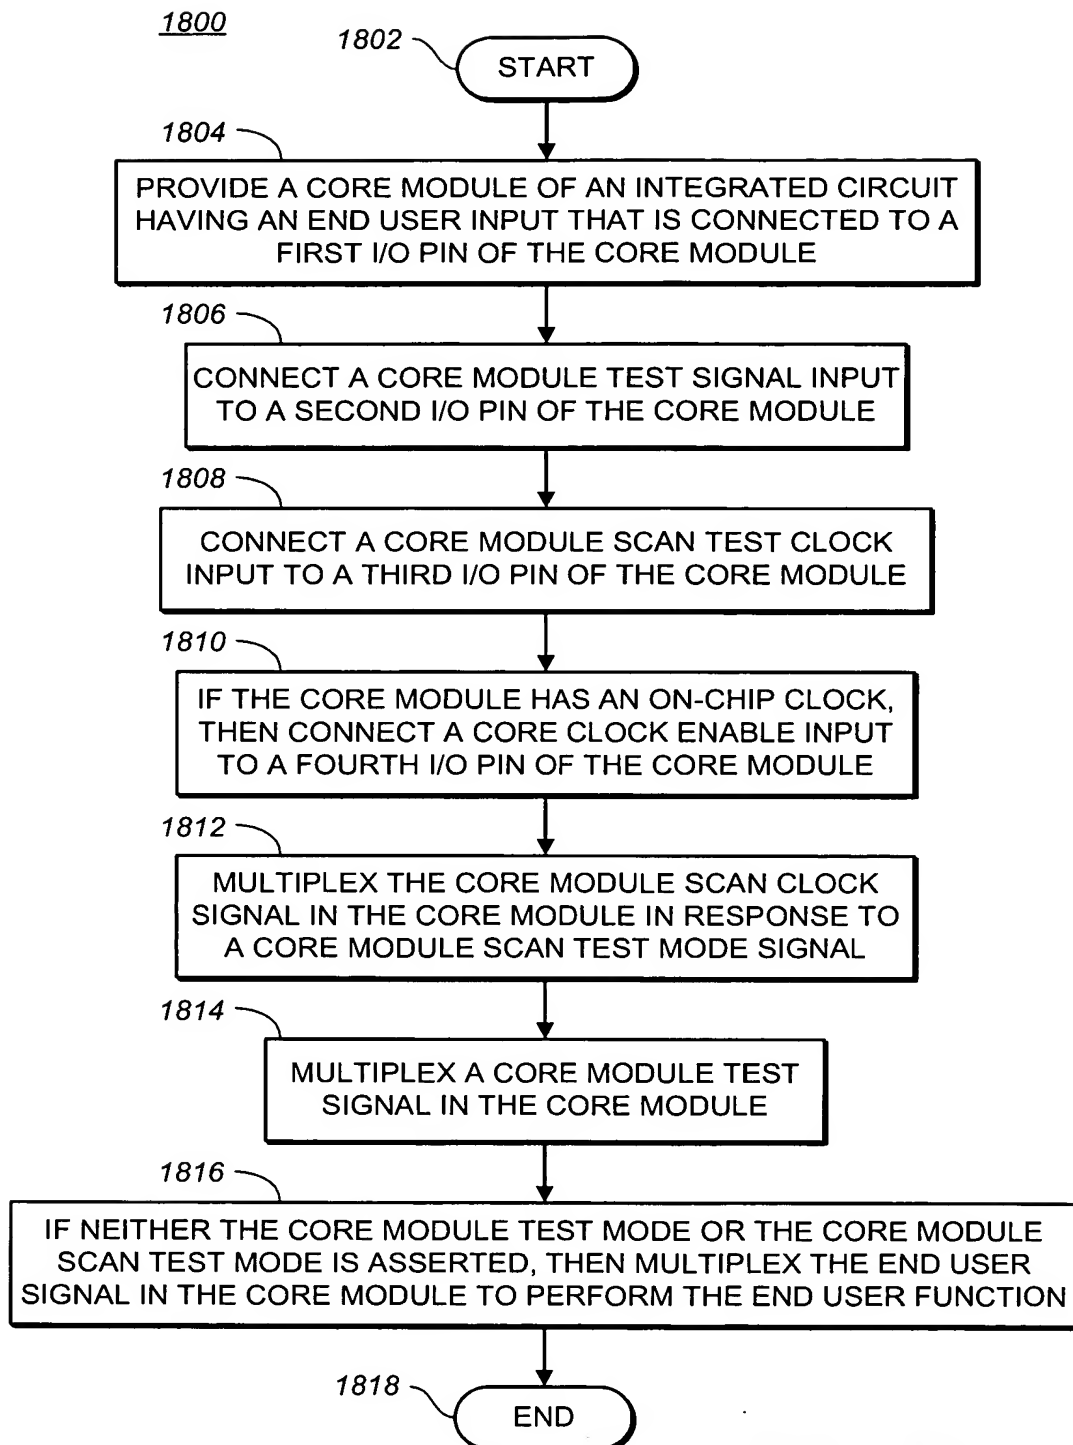 1800
1802
START
1804
PROVIDE A CORE MODULE OF AN INTEGRATED CIRCUIT
HAVING AN END USER INPUT THAT IS CONNECTED TO A
FIRST I/O PIN OF THE CORE MODULE
1806
CONNECT A CORE MODULE TEST SIGNAL INPUT
TO A SECOND I/O PIN OF THE CORE MODULE
1808
CONNECT A CORE MODULE SCAN TEST CLOCK
INPUT TO A THIRD I/O PIN OF THE CORE MODULE
1810
IF THE CORE MODULE HAS AN ON-CHIP CLOCK,
THEN CONNECT A CORE CLOCK ENABLE INPUT
TO A FOURTH I/O PIN OF THE CORE MODULE
1812
MULTIPLEX THE CORE MODULE SCAN CLOCK
SIGNAL IN THE CORE MODULE IN RESPONSE TO
A CORE MODULE SCAN TEST MODE SIGNAL
1814
MULTIPLEX A CORE MODULE TEST
SIGNAL IN THE CORE MODULE
1816
IF NEITHER THE CORE MODULE TEST MODE OR THE CORE MODULE
SCAN TEST MODE IS ASSERTED, THEN MULTIPLEX THE END USER
SIGNAL IN THE CORE MODULE TO PERFORM THE END USER FUNCTION
1818
END